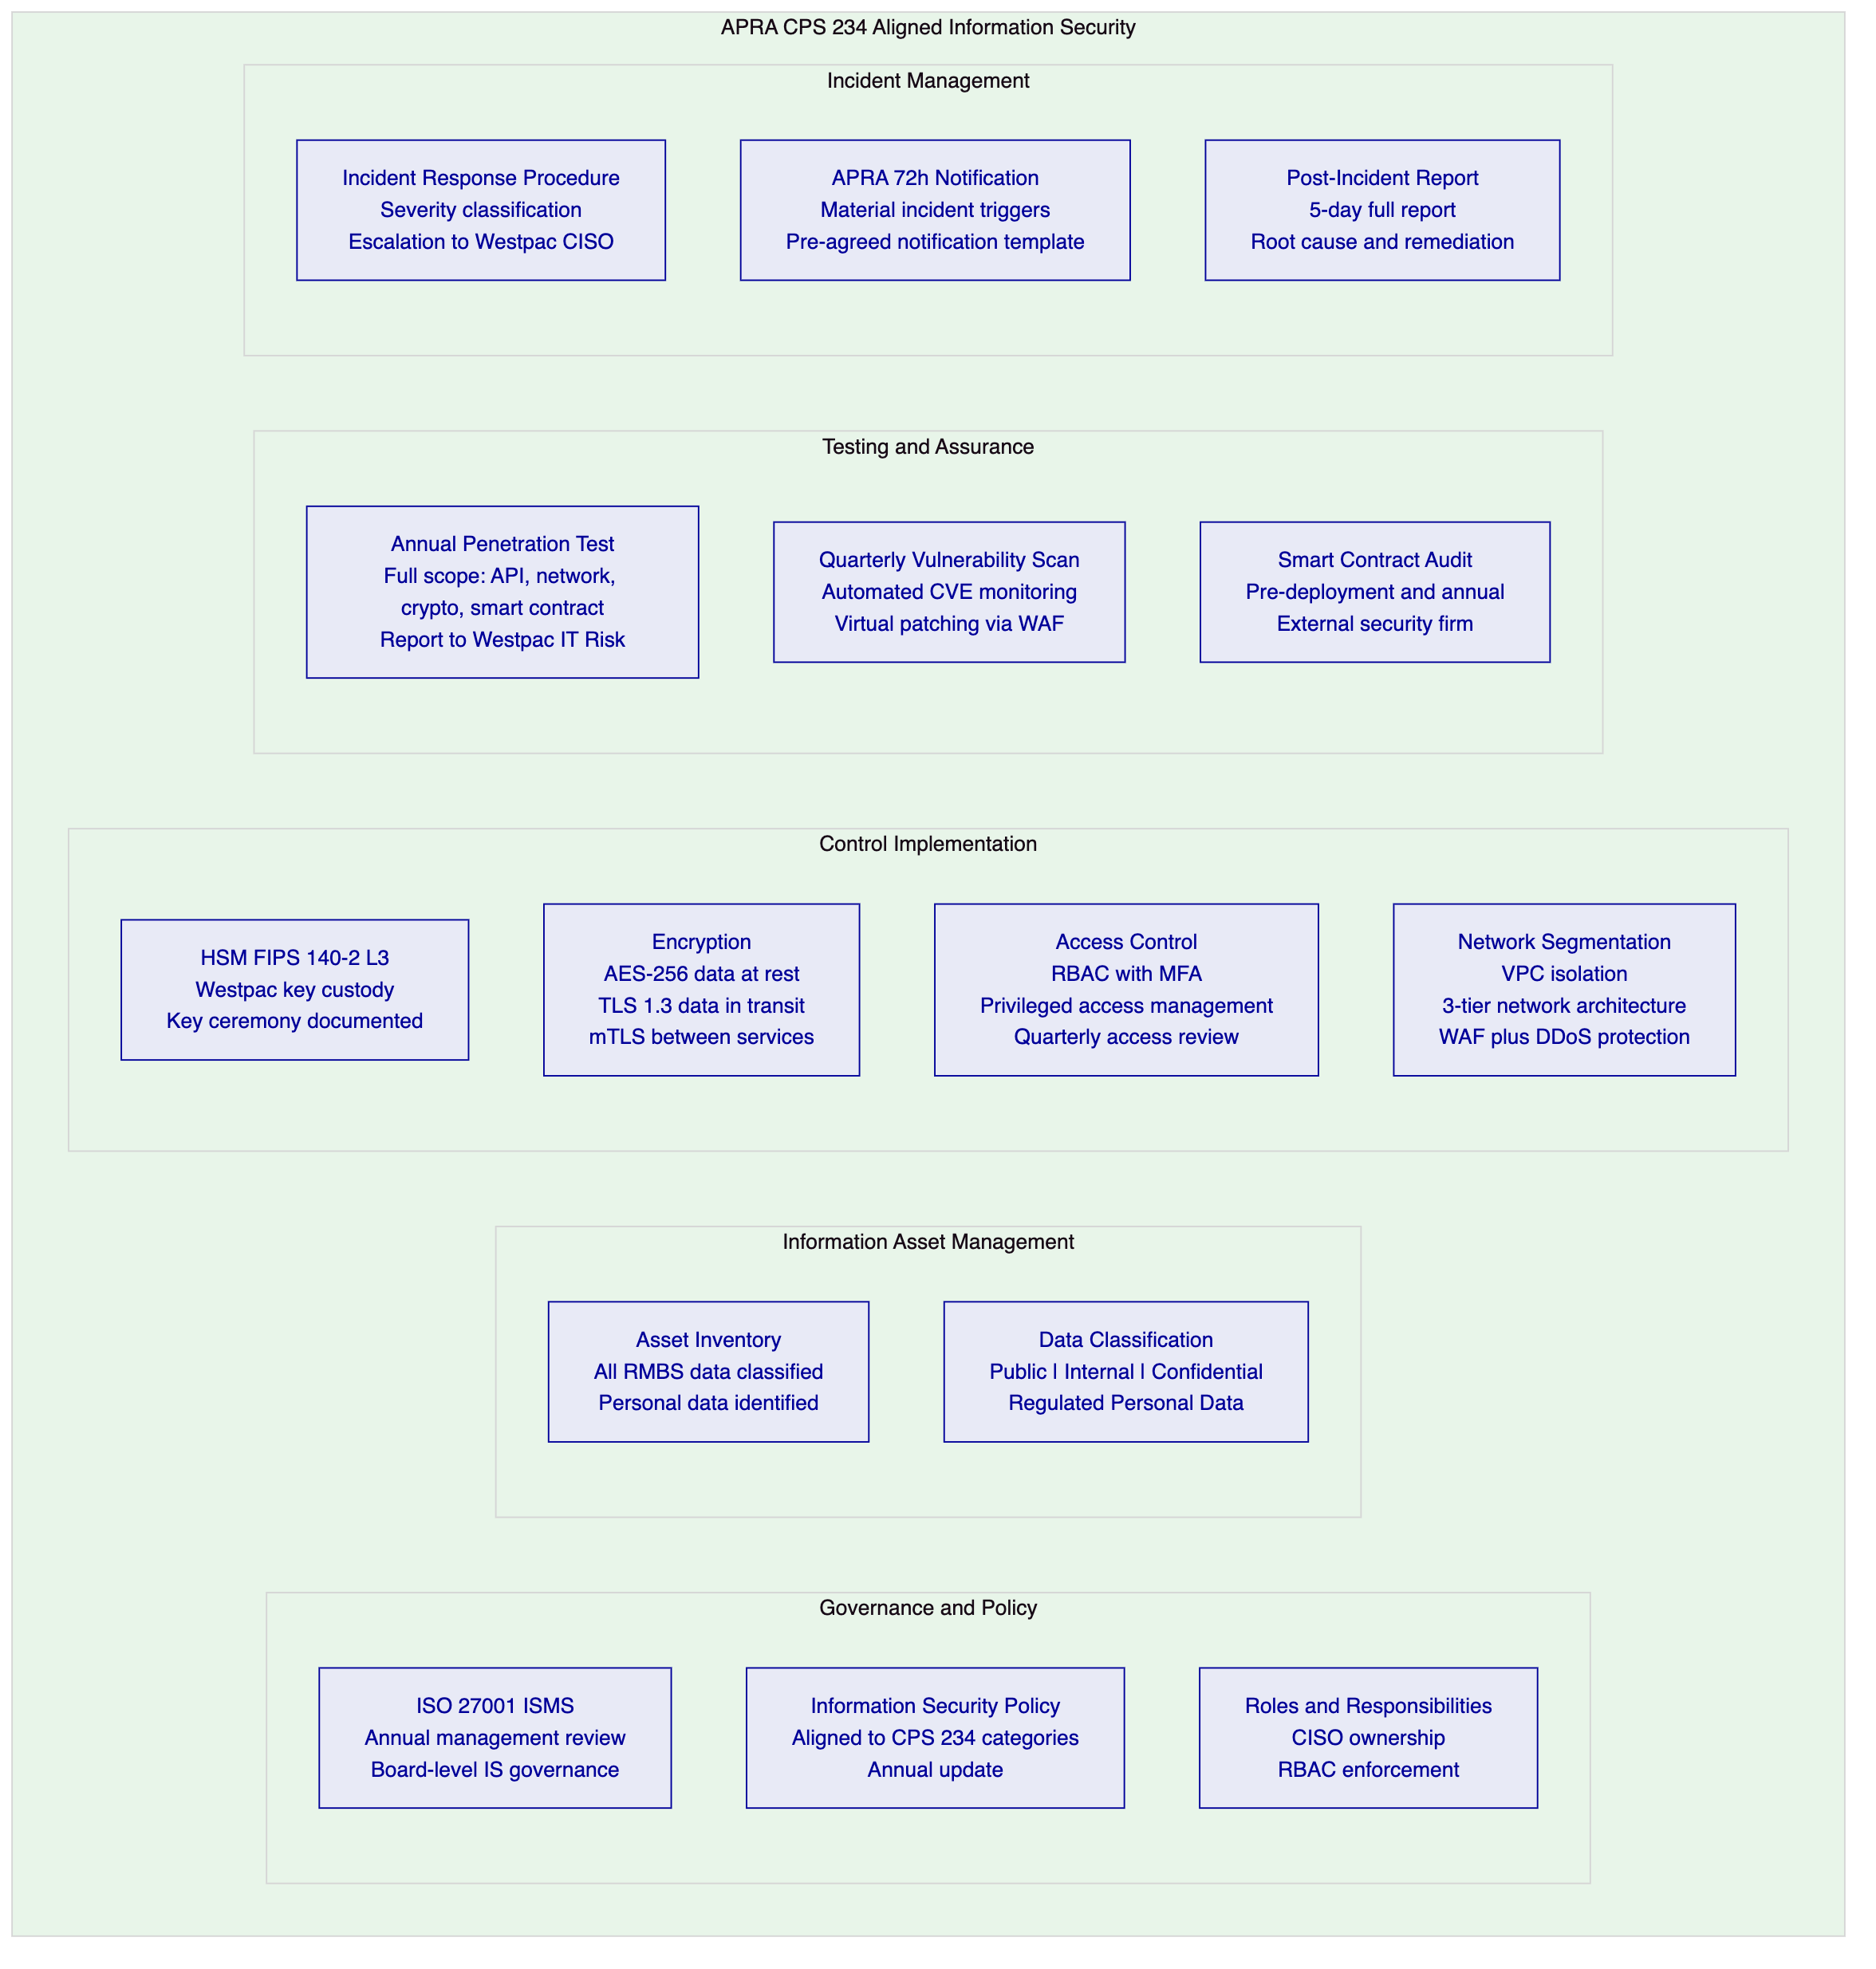 APRA CPS 234 Aligned Information Security
Incident Management
Incident Response Procedure
Severity classification
Escalation to Westpac CISO
APRA 72h Notification
Material incident triggers
Pre-agreed notification template
Post-Incident Report
5-day full report
Root cause and remediation
Testing and Assurance
Annual Penetration Test
Full scope: API, network,
crypto, smart contract
Report to Westpac IT Risk
Quarterly Vulnerability Scan
Automated CVE monitoring
Virtual patching via WAF
Smart Contract Audit
Pre-deployment and annual
External security firm
Control Implementation
HSM FIPS 140-2 L3
Westpac key custody
Key ceremony documented
Encryption
AES-256 data at rest
TLS 1.3 data in transit
mTLS between services
Access Control
RBAC with MFA
Privileged access management
Quarterly access review
Network Segmentation
VPC isolation
3-tier network architecture
WAF plus DDoS protection
Information Asset Management
Asset Inventory
All RMBS data classified
Personal data identified
Data Classification
Public | Internal | Confidential
Regulated Personal Data
Governance and Policy
ISO 27001 ISMS
Annual management review
Board-level IS governance
Information Security Policy
Aligned to CPS 234 categories
Annual update
Roles and Responsibilities
CISO ownership
RBAC enforcement